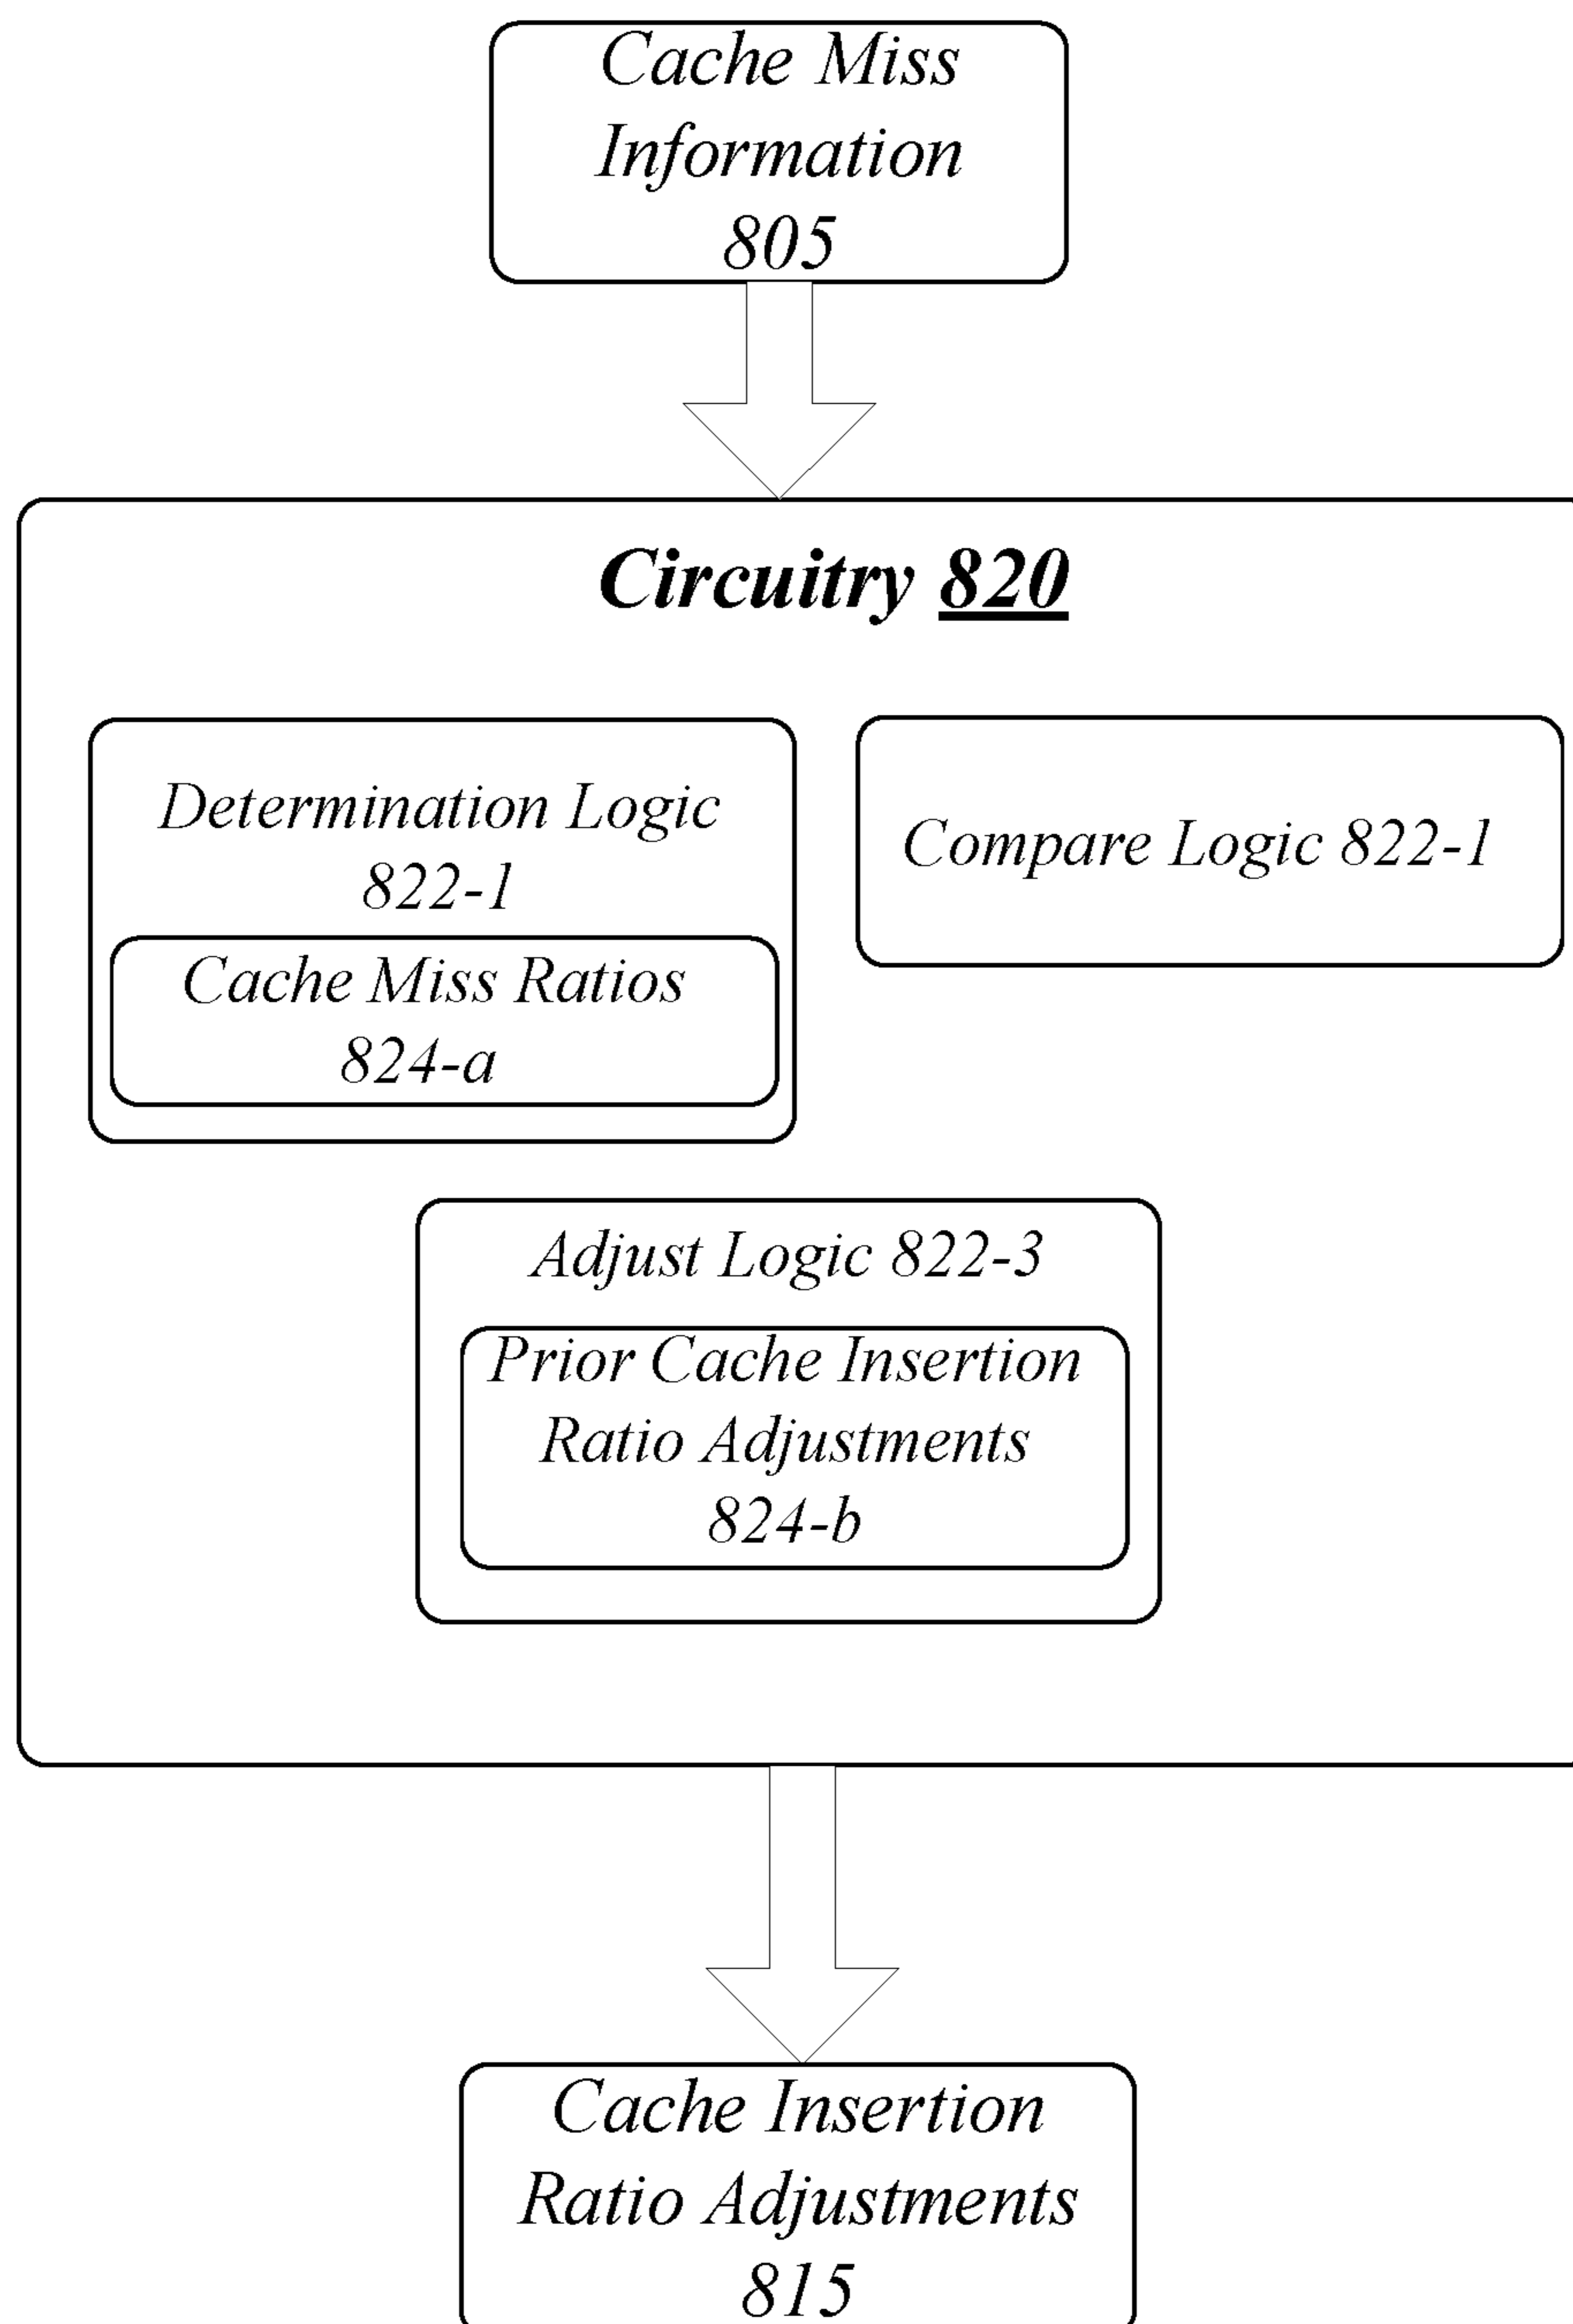 Cache Miss
Information
805
Circuitry 820
Determination Logic
822-1
Cache Miss Ratios
824-a
Compare Logic 822-1
Adjust Logic 822-3
Prior Cache Insertion
Ratio Adjustments
824-b
Cache Insertion
Ratio Adjustments
815